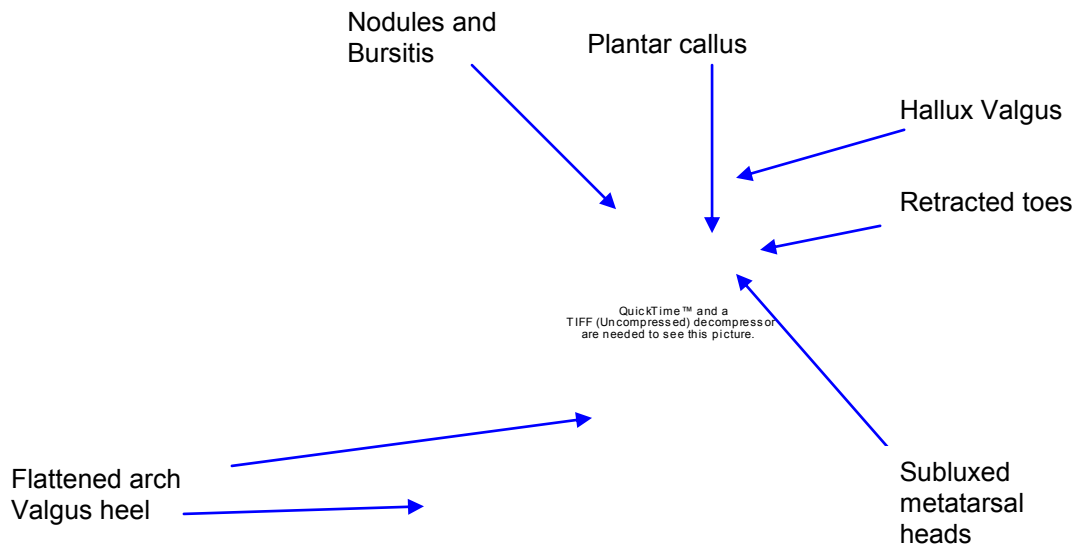 Nodules and
Bursitis
Plantar callus
Hallux Valgus
Retracted toes
QuickTime™ and a
TIFF (Uncompressed) decompressor
are needed to see this picture.
Flattened arch
Valgus heel
Subluxed
metatarsal
heads